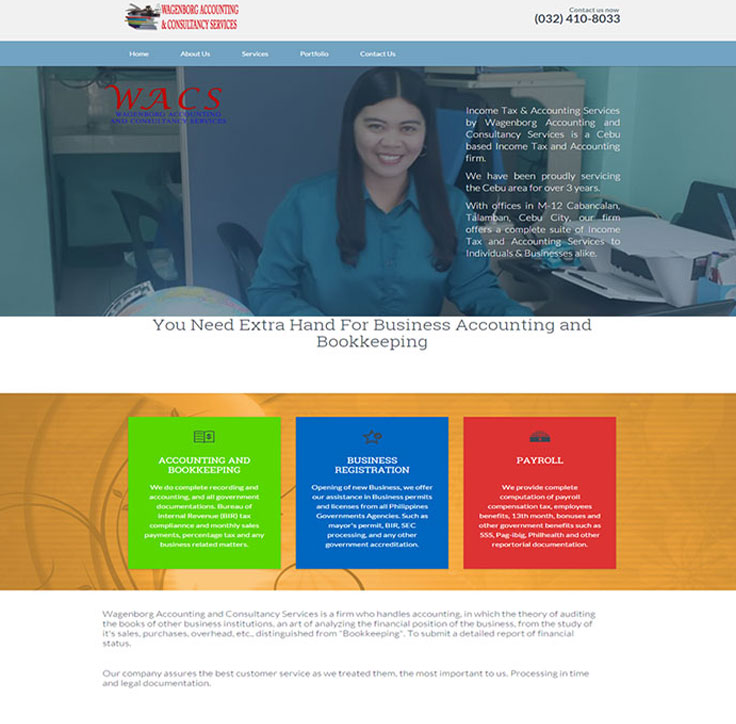 WAGENBORG ACCOUNTING
& CONSULTANCY SERVICES
Contact us now
(032) 410-8033
Home About Us Services Portfolio Contact Us
WACS
WAGENBORG ACCOUNTING
AND CONSULTANCY SERVICES
Income Tax & Accounting Services
by Wagenborg Accounting and
Consultancy Services is a Cebu
based Income Tax and Accounting
firm.
We have been proudly servicing
the Cebu area for over 3 years.
With offices in M-12 Cabancalan,
Talamban, Cebu City, our firm
offers a complete suite of Income
Tax and Accounting Services to
Individuals & Businesses alike.
You Need Extra Hand For Business Accounting and
Bookkeeping
ACCOUNTING AND
BOOKKEEPING
We do complete recording and
accounting, and all government
documentations. Bureau of
internal Revenue (BIR) tax
compliannce and monthly sales
payments, percentage tax and any
business related matters.
BUSINESS
REGISTRATION
Opening of new Business, we offer
our assistance in Business permits
and licenses from all Philippines
Governments Agencies. Such as
mayor's permit, BIR, SEC
processing, and any other
government accreditation.
PAYROLL
We provide complete
computation of payroll
compensation tax, employees
benefits, 13th month, bonuses and
other government benefits such as
SSS, Pag-ibig, Philhealth and other
reportorial documentation.
Wagenborg Accounting and Consultancy Services is a firm who handles accounting, in which the theory of auditing
the books of other business institutions, an art of analyzing the financial position of the business, from the study of
it's sales, purchases, overhead, etc., distinguished from "Bookkeeping". To submit a detailed report of financial
status.
Our company assures the best customer service as we treated them, the most important to us. Processing in time
and legal documentation.